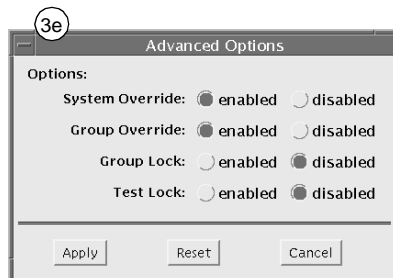 3e
Advanced Options
Options:
System Override: enabled disabled
Group Override: enabled disabled
Group Lock: enabled disabled
Test Lock: enabled disabled
Apply Reset Cancel